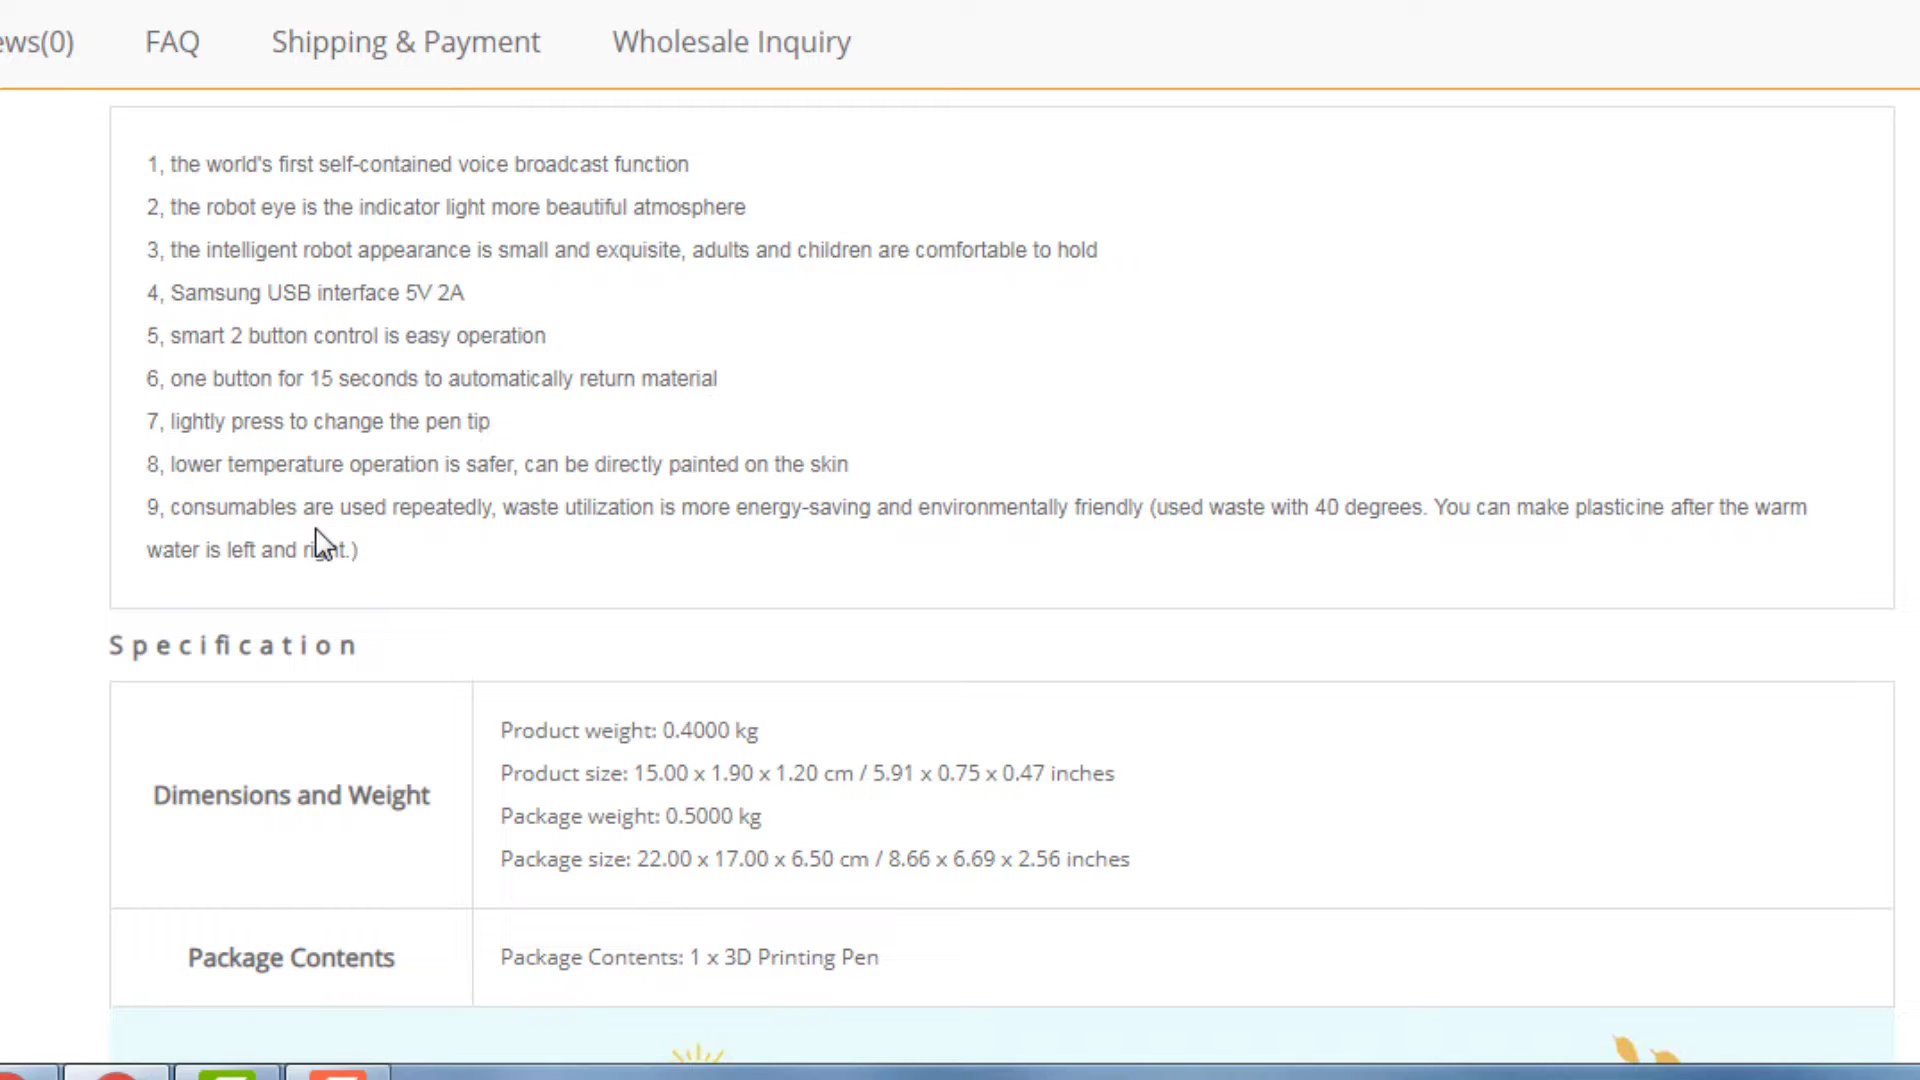 ews(0) FAQ Shipping & Payment Wholesale Inquiry
1, the world's first self-contained voice broadcast function
2, the robot eye is the indicator light more beautiful atmosphere
3, the intelligent robot appearance is small and exquisite, adults and children are comfortable to hold
4, Samsung USB interface 5V 2A
5, smart 2 button control is easy operation
6, one button for 15 seconds to automatically return material
7, lightly press to change the pen tip
8, lower temperature operation is safer, can be directly painted on the skin
9, consumables are used repeatedly, waste utilization is more energy-saving and environmentally friendly (used waste with 40 degrees. You can make plasticine after the warm
water is left and right.)
Specification
Dimensions and Weight
Product weight: 0.4000 kg
Product size: 15.00 x 1.90 x 1.20 cm / 5.91 x 0.75 x 0.47 inches
Package weight: 0.5000 kg
Package size: 22.00 x 17.00 x 6.50 cm / 8.66 x 6.69 x 2.56 inches
Package Contents
Package Contents: 1 x 3D Printing Pen